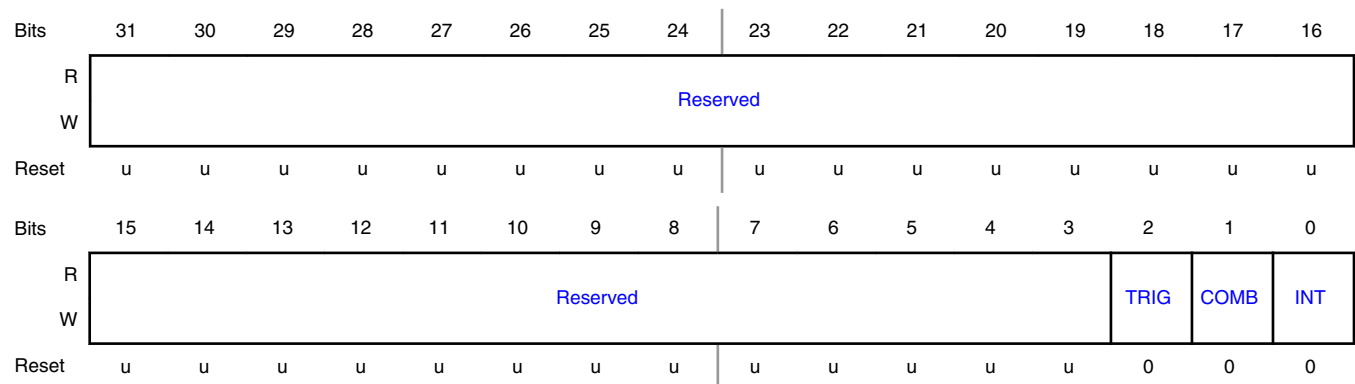 Bits 31 30 29 28 27 26 25 24 23 22 21 20 19 18 17 16
R
Reserved
W
Reset u u u u u u u u u u u u u u u u
Bits 15 14 13 12 11 10 9 8 7 6 5 4 3 2 1 0
R
Reserved TRIG COMB INT
W
Reset u u u u u u u u u u u u u 0 0 0